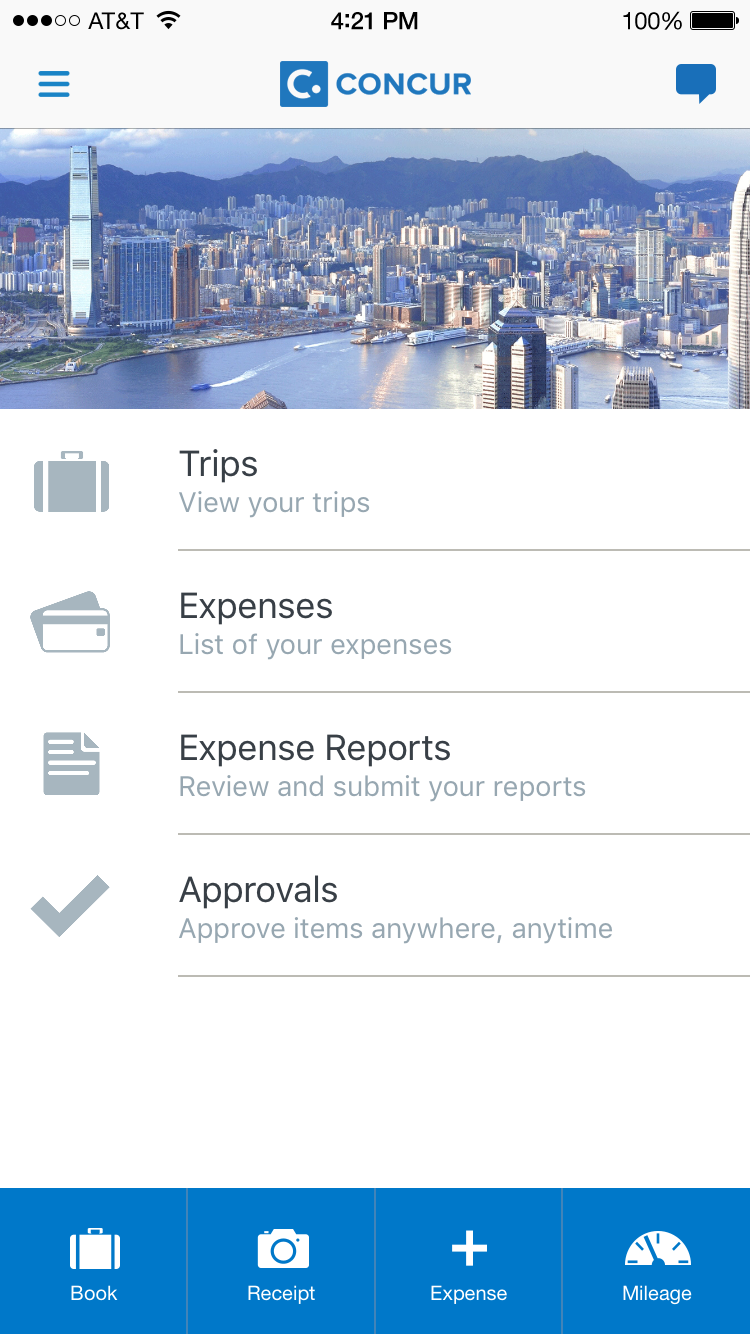 AT&T 4:21 PM 100%
C. CONCUR
Trips
View your trips
Expenses
List of your expenses
Expense Reports
Review and submit your reports
Approvals
Approve items anywhere, anytime
Book Receipt Expense Mileage